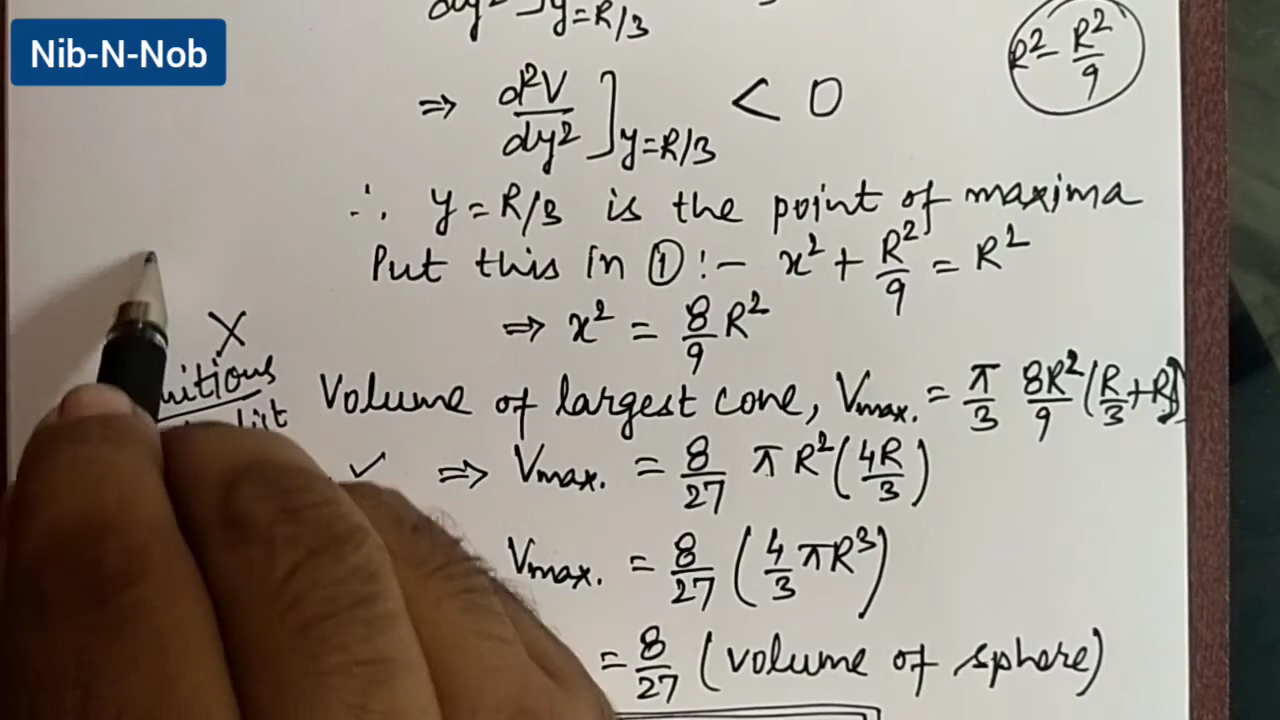 Nib-N-Nob
dy² ]y=R/3
R² - R²/9
⇒ d²V/dy² ]y=R/3 < 0
∴ y=R/3 is the point of maxima
Put this in ①:- x² + R²/9 = R²
⇒ x² = 8/9 R²
X
Volume of largest cone, Vmax. = π/3 8R²/9 (R/3+R)
✓ ⇒ Vmax. = 8/27 πR²(4R/3)
Vmax. = 8/27 (4/3 πR³)
= 8/27 (volume of sphere)